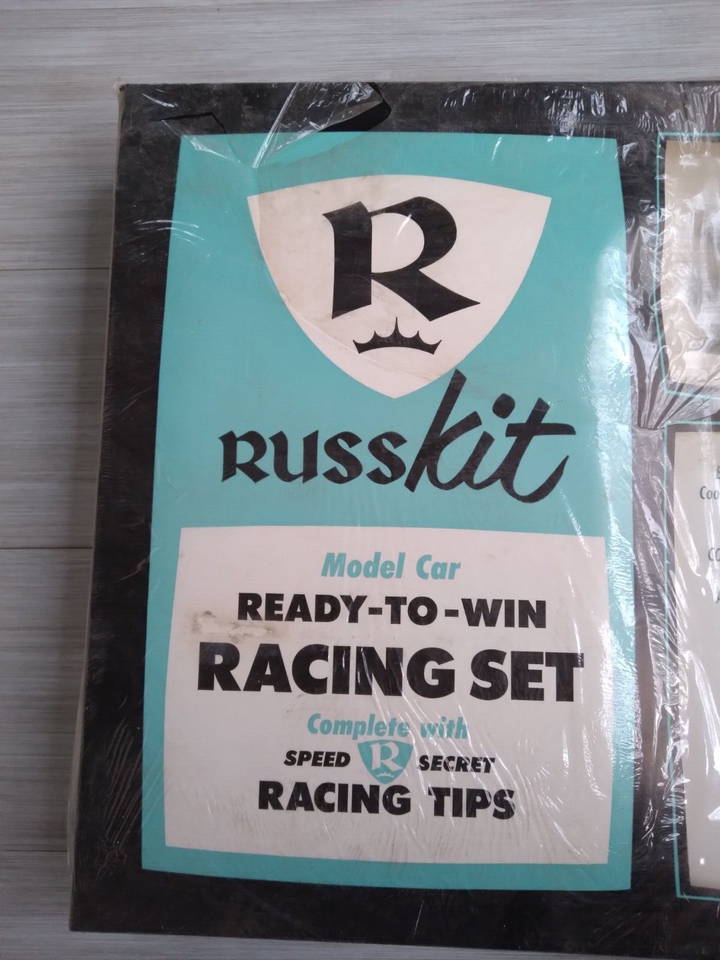 R
RUSSkit
Model Car
READY-TO-WIN
RACING SET
Complete with
SPEED R SECRET
RACING TIPS